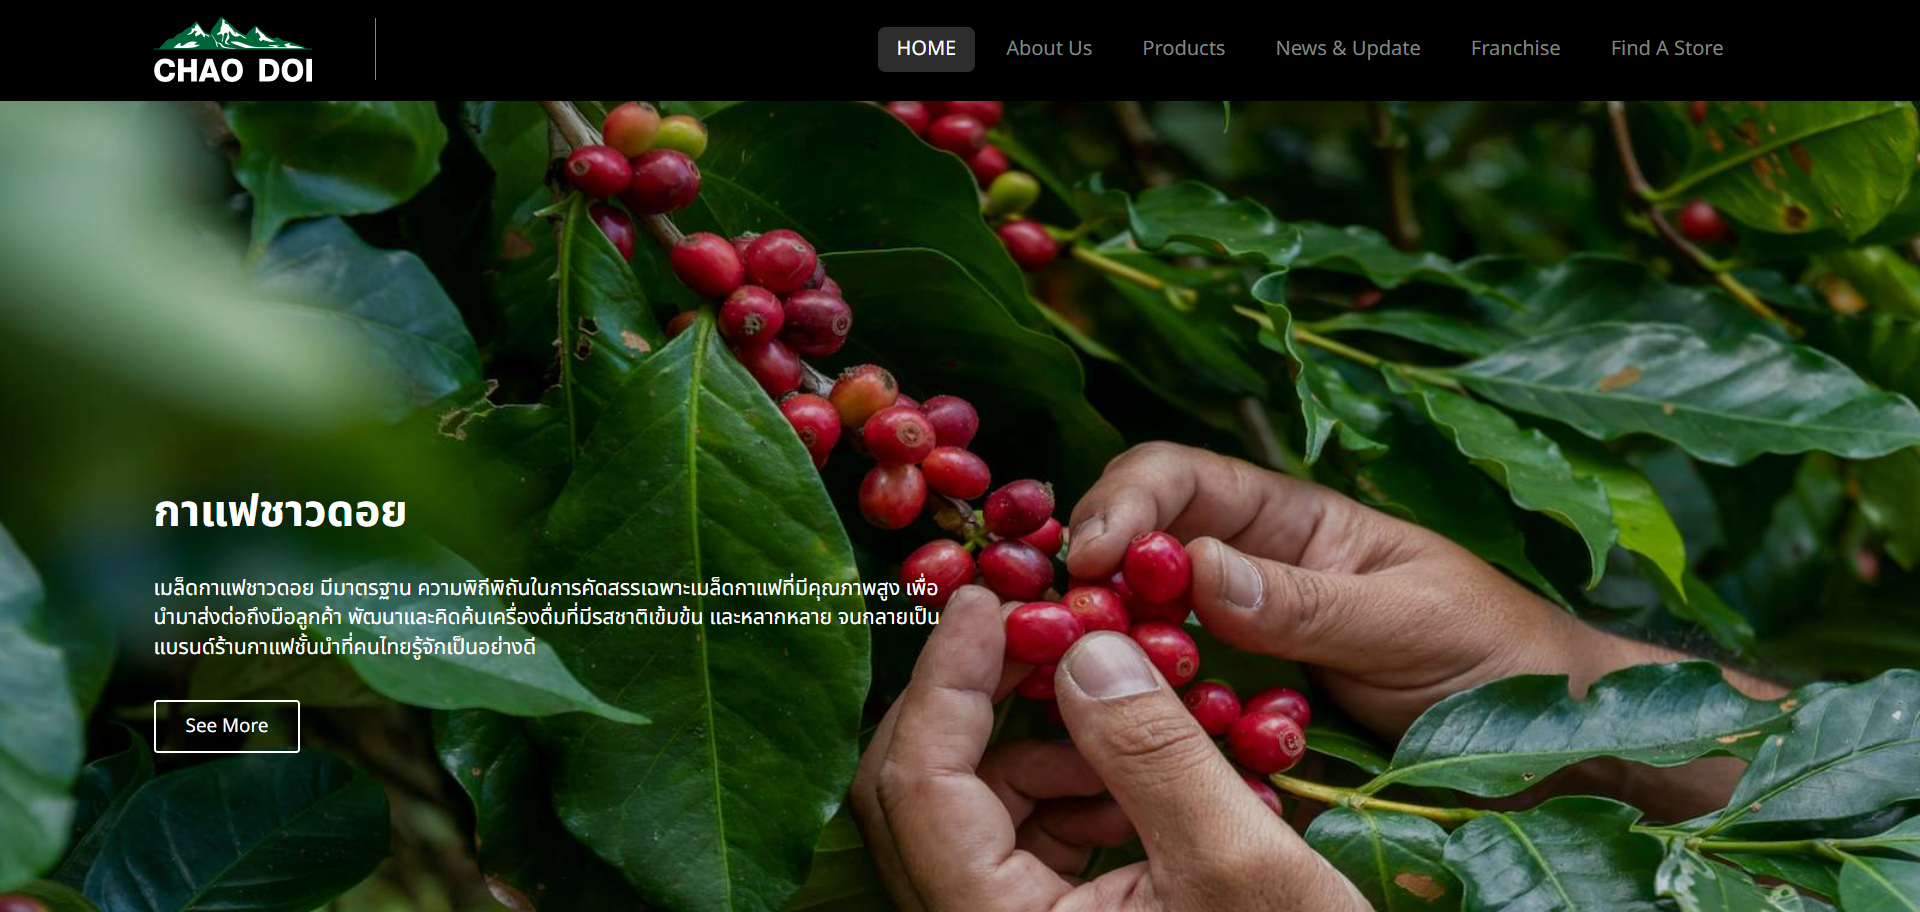 CHAO DOI
HOME About Us Products News & Update Franchise Find A Store
กาแฟชาวดอย
เมล็ดกาแฟชาวดอย มีมาตรฐาน ความพิถีพิถันในการคัดสรรเฉพาะเมล็ดกาแฟที่มีคุณภาพสูง เพื่อ
นำมาส่งต่อถึงมือลูกค้า พัฒนาและคิดค้นเครื่องดื่มที่มีรสชาติเข้มข้น และหลากหลาย จนกลายเป็น
แบรนด์ร้านกาแฟชั้นนำที่คนไทยรู้จักเป็นอย่างดี
See More